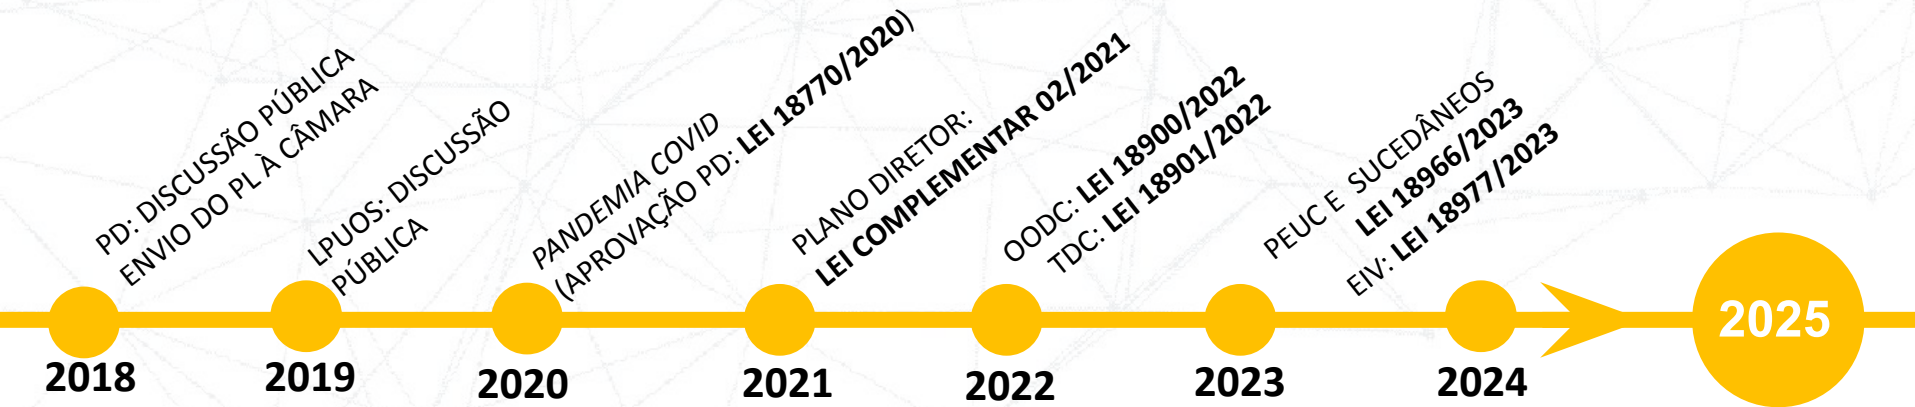 PD: DISCUSSÃO PÚBLICA
ENVIO DO PL À CÂMARA
LPUOS: DISCUSSÃO
PÚBLICA
PANDEMIA COVID
(APROVAÇÃO PD: LEI 18770/2020)
PLANO DIRETOR:
LEI COMPLEMENTAR 02/2021
OODC: LEI 18900/2022
TDC: LEI 18901/2022
PEUC E SUCEDÂNEOS
LEI 18966/2023
EIV: LEI 18977/2023
2018
2019
2020
2021
2022
2023
2024
2025